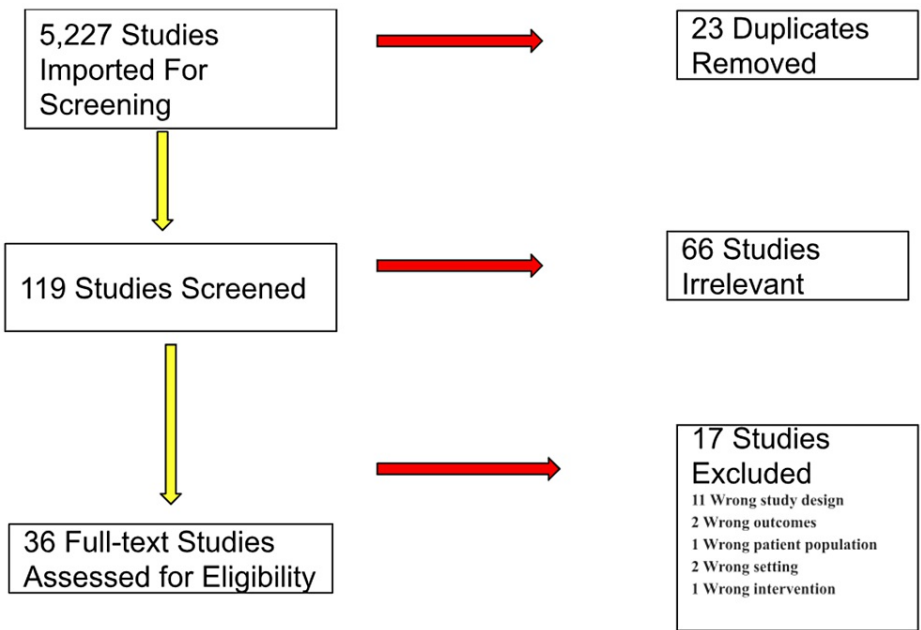 5,227 Studies
Imported For
Screening
23 Duplicates
Removed
119 Studies Screened
66 Studies
Irrelevant
17 Studies
Excluded
11 Wrong study design
2 Wrong outcomes
1 Wrong patient population
2 Wrong setting
1 Wrong intervention
36 Full-text Studies
Assessed for Eligibility